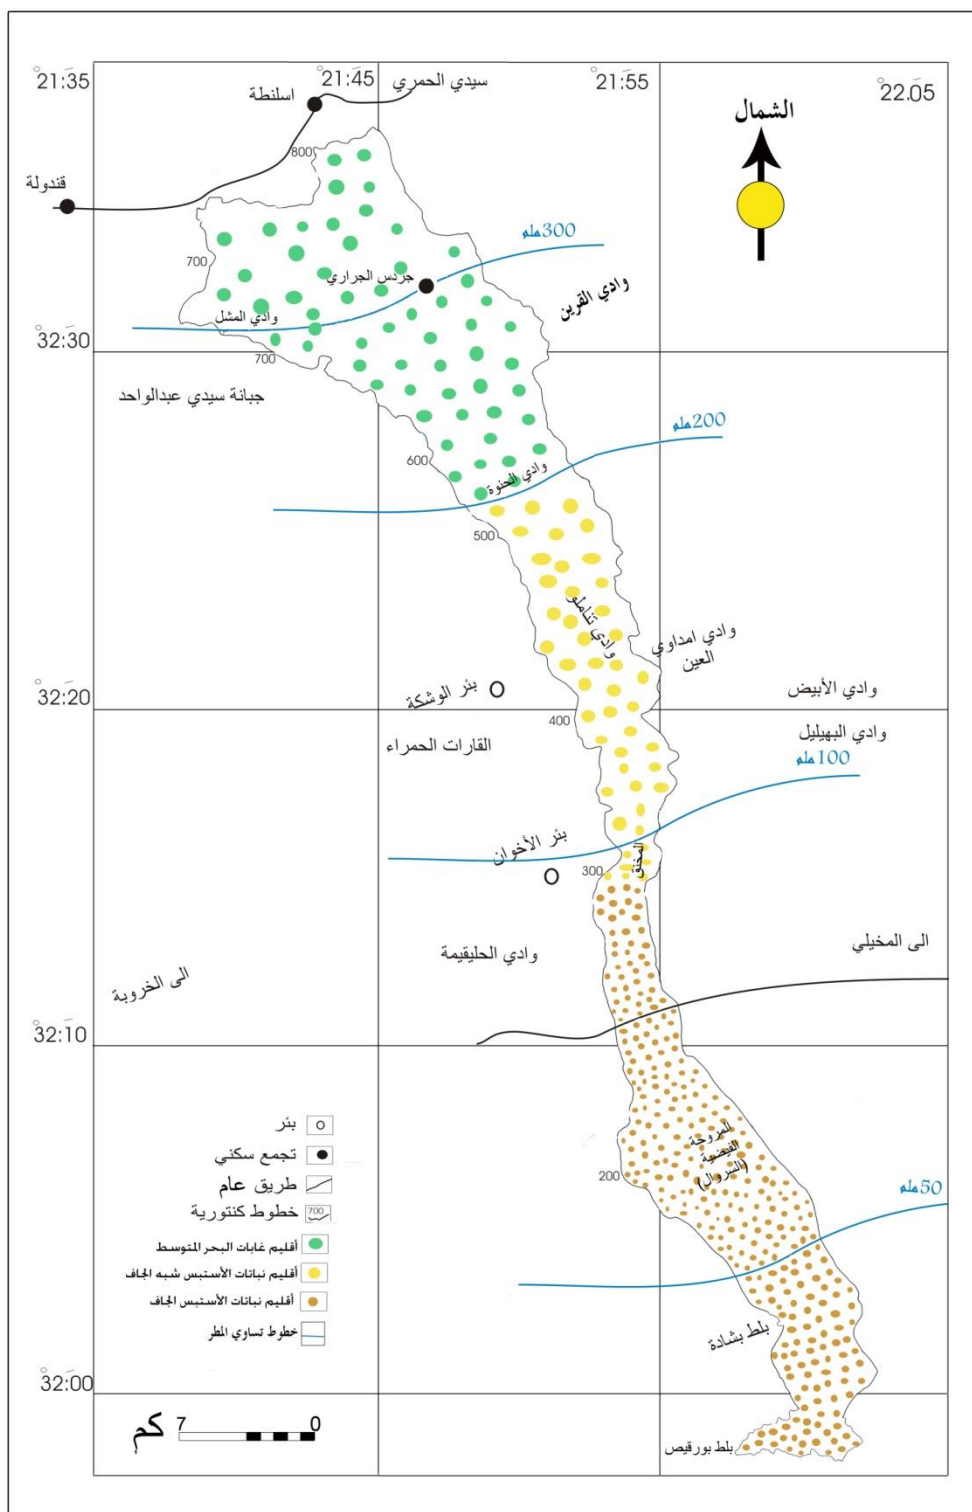 21:35
21:45
21:55
22.05
سيدي الحمري
اسلنطة
الشمال
800
قندولة
300ملم
700
جردس الجراري
وادي القرين
وادي المثل
32:30
700
جبانة سيدي عبدالواحد
200ملم
600
وادي الحنوة
500
وادي تناملو
وادي امداوي
العين
بئر الوشكة
وادي الأبيض
32:20
400
وادي البهيليل
القارات الحمراء
100ملم
بئر الأخوان
المخنق
300
الى المخيلي
وادي الحليقيمة
الى الخروبة
32:10
بئر
تجمع سكني
طريق عام
خطوط كنتورية
700
أقليم غابات البحر المتوسط
أقليم نباتات الأستبس شبه الجاف
أقليم نباتات الأستبس الجاف
خطوط تساوي المطر
المروحة
الفيضية
(السروال)
200
50ملم
بلط بشادة
32:00
كم 7 0
بلط بورقيص